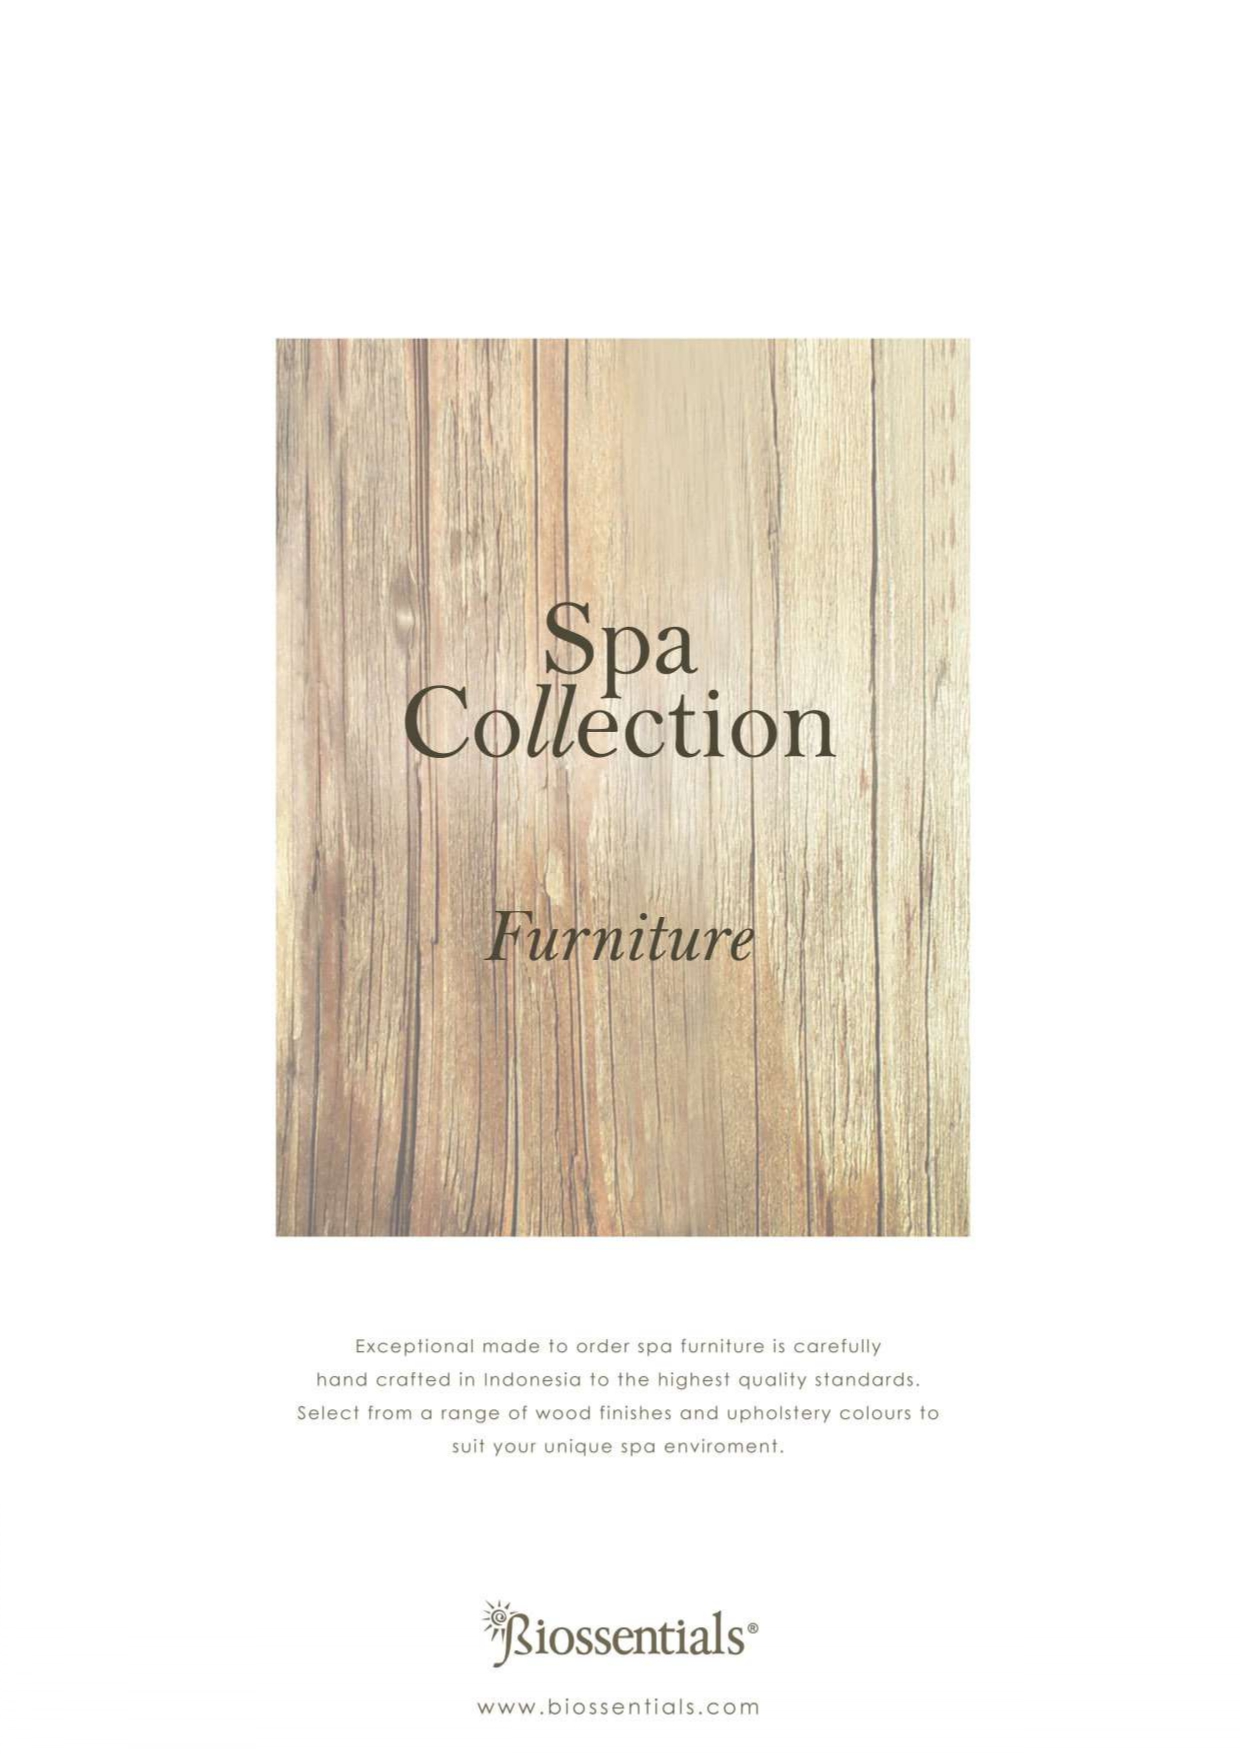 Spa
Collection
Furniture
Exceptional made to order spa furniture is carefully
hand crafted in Indonesia to the highest quality standards.
Select from a range of wood finishes and upholstery colours to
suit your unique spa enviroment.
Biossentials®
www.biossentials.com